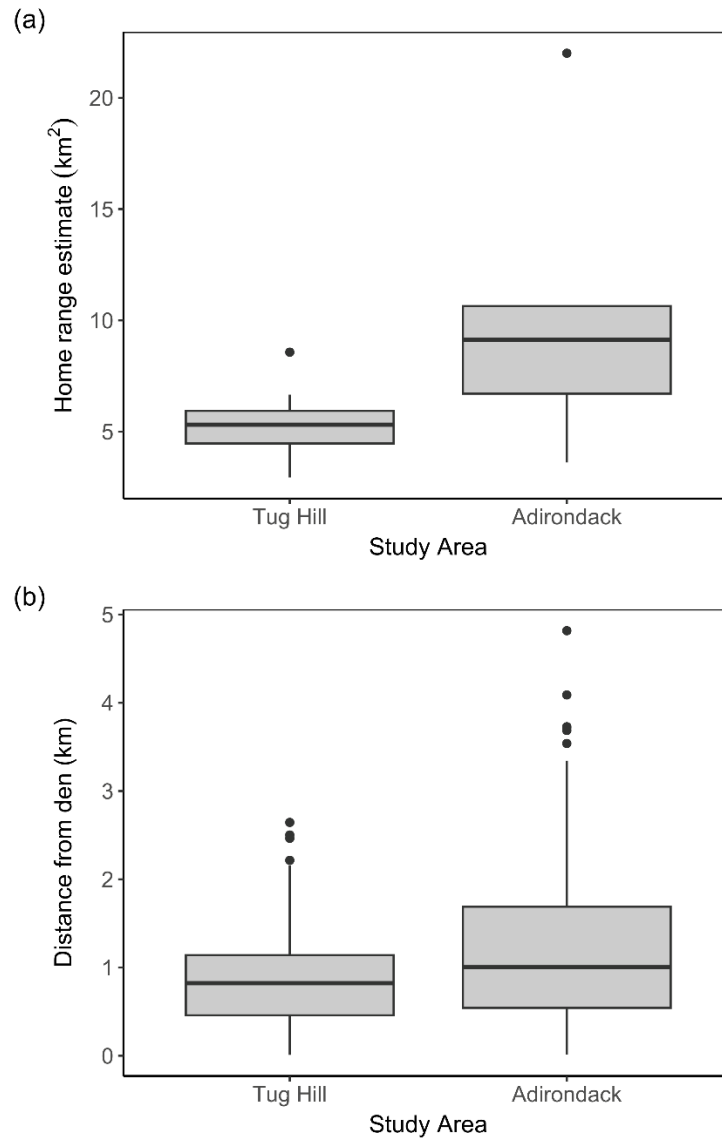 (a)
Home range estimate (km²)
20
15
10
5
Tug Hill
Adirondack
Study Area
(b)
Distance from den (km)
5
4
3
2
1
0
Tug Hill
Adirondack
Study Area